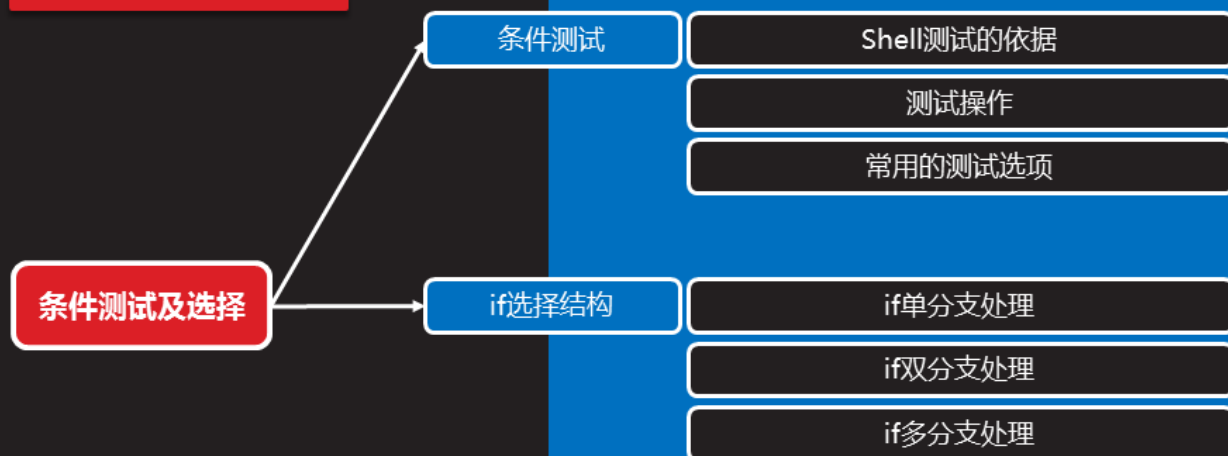 条件测试
Shell测试的依据
测试操作
常用的测试选项
条件测试及选择
if选择结构
if单分支处理
if双分支处理
if多分支处理